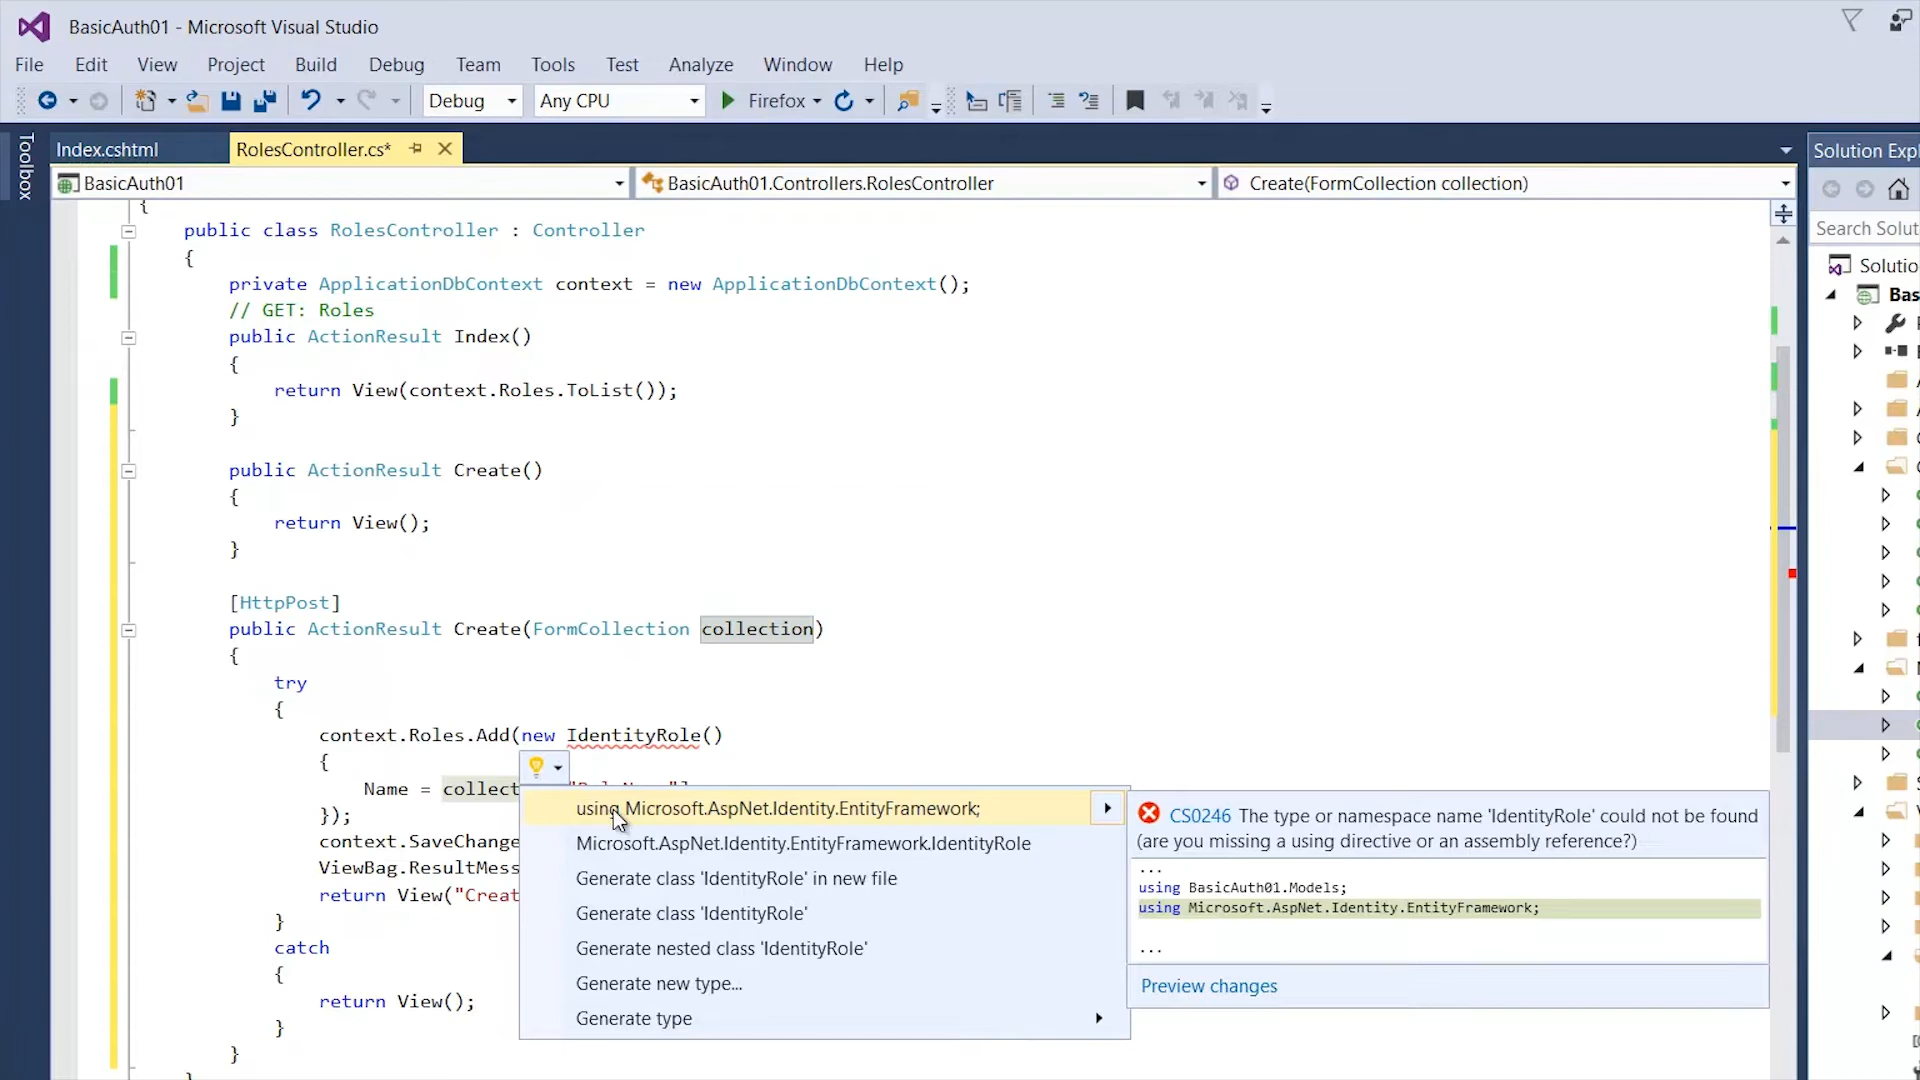 BasicAuth01 - Microsoft Visual Studio
File Edit View Project Build Debug Team Tools Test Analyze Window Help
Debug Any CPU Firefox
Toolbox
Index.cshtml RolesController.cs*
Solution Expl
BasicAuth01 BasicAuth01.Controllers.RolesController Create(FormCollection collection)
Search Solut
{
public class RolesController : Controller
{
private ApplicationDbContext context = new ApplicationDbContext();
// GET: Roles
public ActionResult Index()
{
return View(context.Roles.ToList());
}
public ActionResult Create()
{
return View();
}
[HttpPost]
public ActionResult Create(FormCollection collection)
{
try
{
context.Roles.Add(new IdentityRole()
{
Name = collect
});
context.SaveChange
ViewBag.ResultMess
return View("Creat
}
catch
{
return View();
}
}
using Microsoft.AspNet.Identity.EntityFramework;
Microsoft.AspNet.Identity.EntityFramework.IdentityRole
Generate class 'IdentityRole' in new file
Generate class 'IdentityRole'
Generate nested class 'IdentityRole'
Generate new type...
Generate type
CS0246 The type or namespace name 'IdentityRole' could not be found
(are you missing a using directive or an assembly reference?)
...
using BasicAuth01.Models;
using Microsoft.AspNet.Identity.EntityFramework;
...
Preview changes
Solutio
Bas